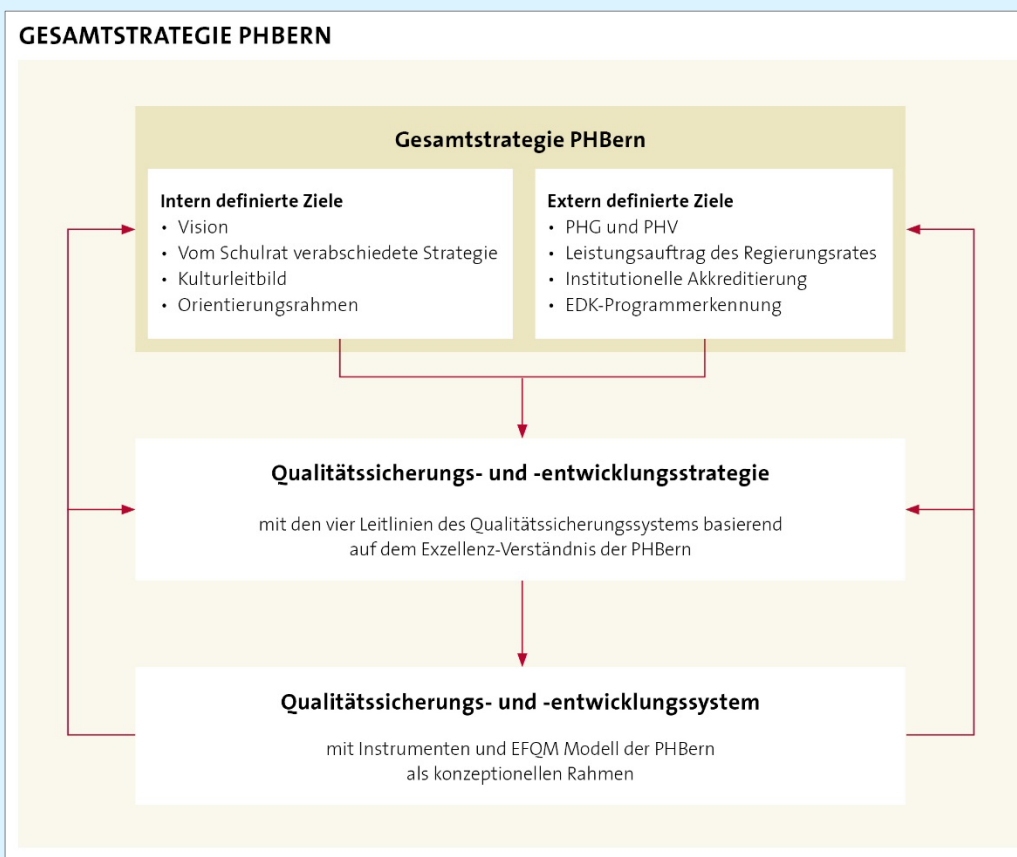 GESAMTSTRATEGIE PHBERN
Gesamtstrategie PHBern
Intern definierte Ziele
• Vision
• Vom Schulrat verabschiedete Strategie
• Kulturleitbild
• Orientierungsrahmen
Extern definierte Ziele
• PHG und PHV
• Leistungsauftrag des Regierungsrates
• Institutionelle Akkreditierung
• EDK-Programmerkennung
Qualitätssicherungs- und -entwicklungsstrategie
mit den vier Leitlinien des Qualitätssicherungssystems basierend
auf dem Exzellenz-Verständnis der PHBern
Qualitätssicherungs- und -entwicklungssystem
mit Instrumenten und EFQM Modell der PHBern
als konzeptionellen Rahmen